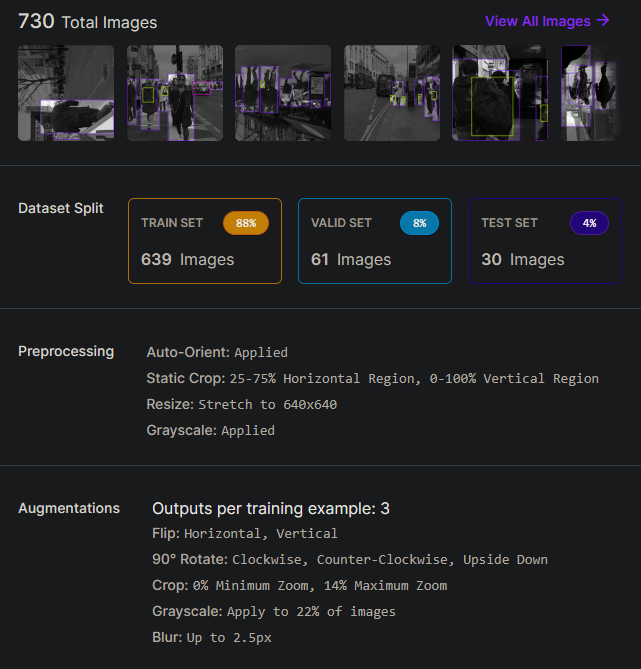 730 Total Images
View All Images →
Dataset Split
TRAIN SET 88%
639 Images
VALID SET 8%
61 Images
TEST SET 4%
30 Images
Preprocessing
Auto-Orient: Applied
Static Crop: 25-75% Horizontal Region, 0-100% Vertical Region
Resize: Stretch to 640x640
Grayscale: Applied
Augmentations
Outputs per training example: 3
Flip: Horizontal, Vertical
90° Rotate: Clockwise, Counter-Clockwise, Upside Down
Crop: 0% Minimum Zoom, 14% Maximum Zoom
Grayscale: Apply to 22% of images
Blur: Up to 2.5px